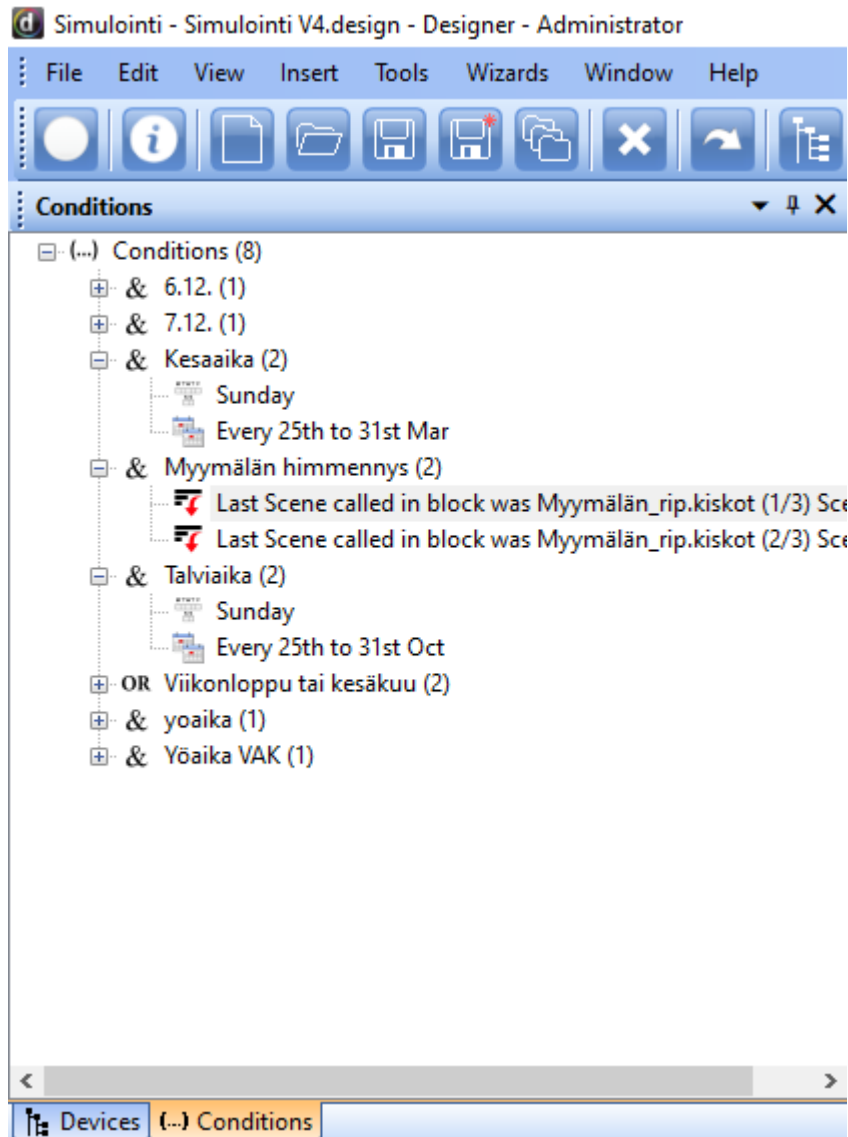 Simulointi - Simulointi V4.design - Designer - Administrator
File Edit View Insert Tools Wizards Window Help
Conditions
(...) Conditions (8)
& 6.12. (1)
& 7.12. (1)
& Kesaaika (2)
Sunday
Every 25th to 31st Mar
& Myymälän himmennys (2)
Last Scene called in block was Myymälän_rip.kiskot (1/3) Sce
Last Scene called in block was Myymälän_rip.kiskot (2/3) Sce
& Talviaika (2)
Sunday
Every 25th to 31st Oct
OR Viikonloppu tai kesäkuu (2)
& yoaika (1)
& Yöaika VAK (1)
Devices (...) Conditions